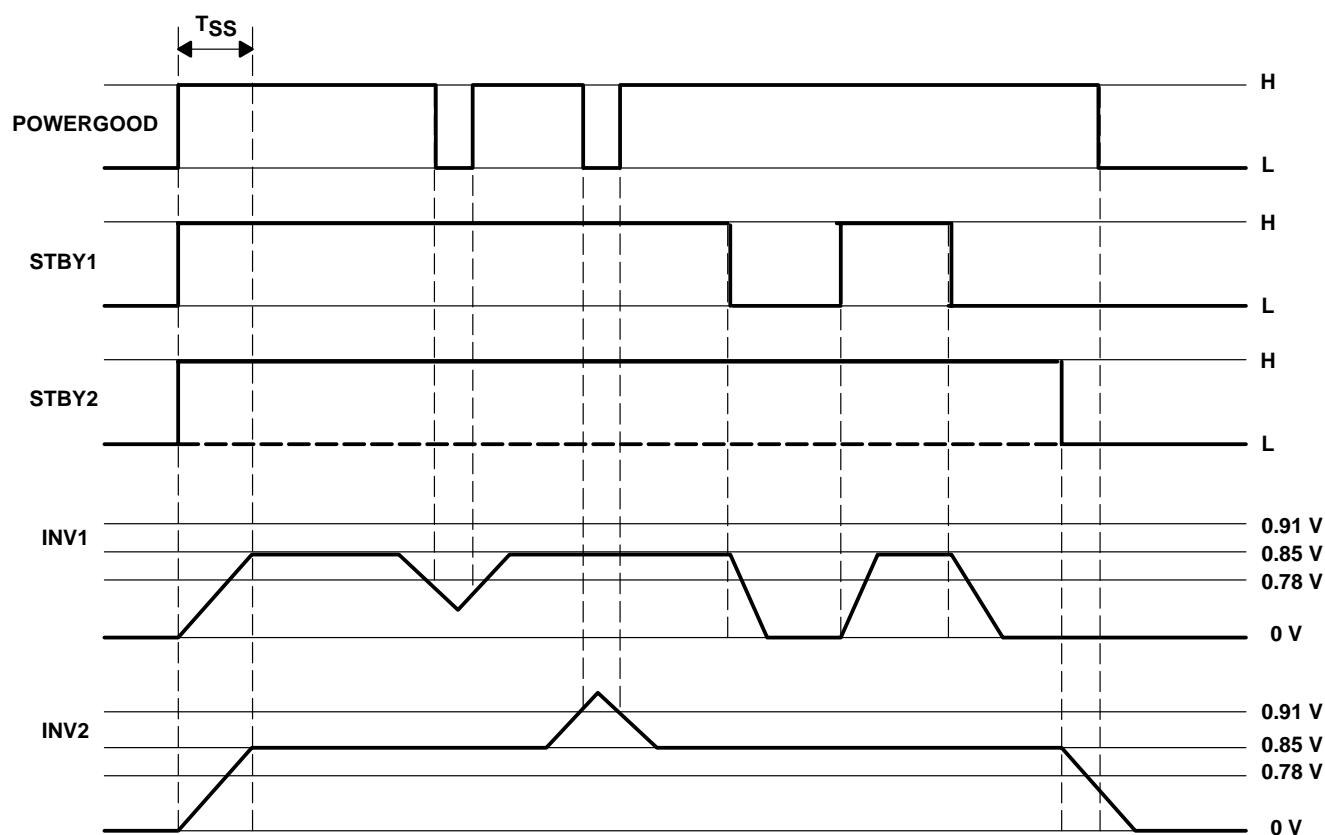 TSS
H
POWERGOOD
L
H
STBY1
L
H
STBY2
L
INV1
0.91 V
0.85 V
0.78 V
0 V
INV2
0.91 V
0.85 V
0.78 V
0 V